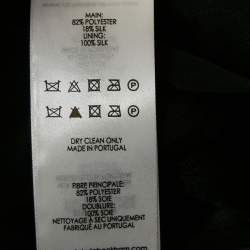 MAIN:
82% POLYESTER
18% SILK
LINING:
100% SILK
P
P
DRY CLEAN ONLY
MADE IN PORTUGAL
FIBRE PRINCIPALE:
82% POLYESTER
18% SOIE
DOUBLURE:
100% SOIE
NETTOYAGE A SEC UNIQUEMENT
FABRIQUÉ AU PORTUGAL